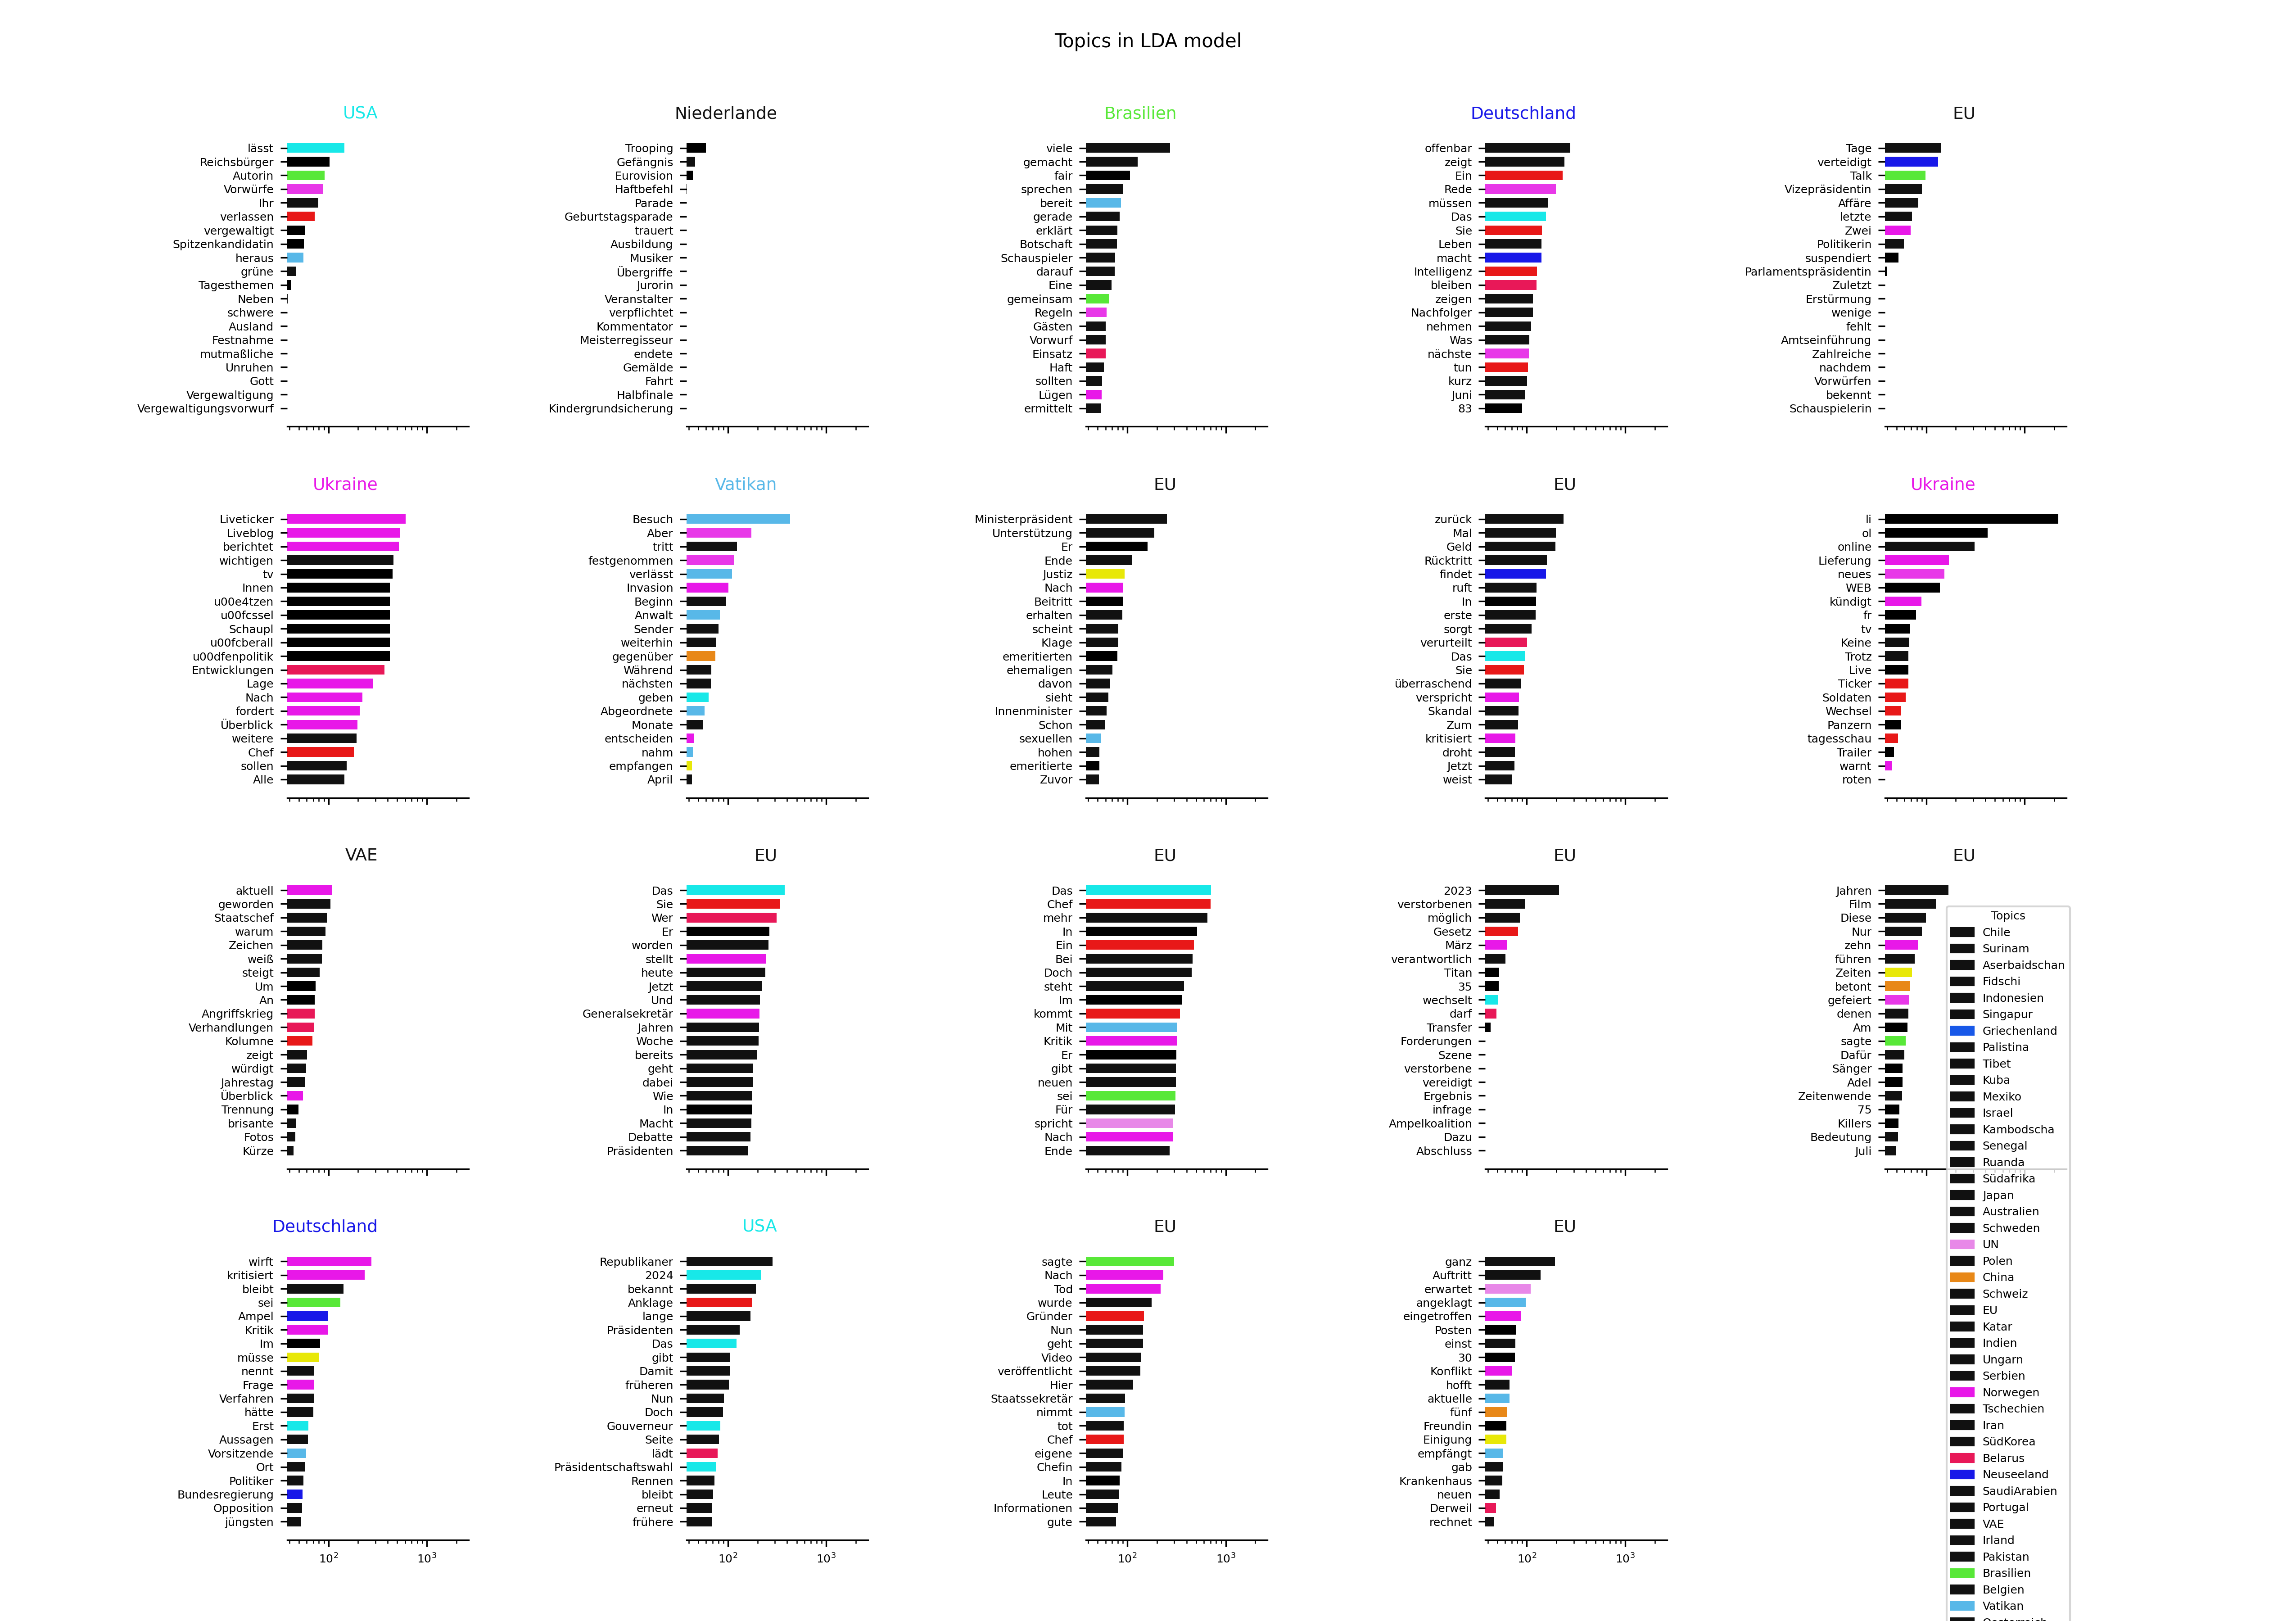 Topics in LDA model
USA
lässt
Reichsbürger
Autorin
Vorwürfe
Ihr
verlassen
vergewaltigt
Spitzenkandidatin
heraus
grüne
Tagesthemen
Neben
schwere
Ausland
Festnahme
mutmaßliche
Unruhen
Gott
Vergewaltigung
Vergewaltigungsvorwurf
Niederlande
Trooping
Gefängnis
Eurovision
Haftbefehl
Parade
Geburtstagsparade
trauert
Ausbildung
Musiker
Übergriffe
Jurorin
Veranstalter
verpflichtet
Kommentator
Meisterregisseur
endete
Gemälde
Fahrt
Halbfinale
Kindergrundsicherung
Brasilien
viele
gemacht
fair
sprechen
bereit
gerade
erklärt
Botschaft
Schauspieler
darauf
Eine
gemeinsam
Regeln
Gästen
Vorwurf
Einsatz
Haft
sollten
Lügen
ermittelt
Deutschland
offenbar
zeigt
Ein
Rede
müssen
Das
Sie
Leben
macht
Intelligenz
bleiben
zeigen
Nachfolger
nehmen
Was
nächste
tun
kurz
Juni
83
EU
Tage
verteidigt
Talk
Vizepräsidentin
Affäre
letzte
Zwei
Politikerin
suspendiert
Parlamentspräsidentin
Zuletzt
Erstürmung
wenige
fehlt
Amtseinführung
Zahlreiche
nachdem
Vorwürfen
bekennt
Schauspielerin
Ukraine
Liveticker
Liveblog
berichtet
wichtigen
tv
Innen
u00e4tzen
u00fcssel
Schaupl
u00fcberall
u00dfenpolitik
Entwicklungen
Lage
Nach
fordert
Überblick
weitere
Chef
sollen
Alle
Vatikan
Besuch
Aber
tritt
festgenommen
verlässt
Invasion
Beginn
Anwalt
Sender
weiterhin
gegenüber
Während
nächsten
geben
Abgeordnete
Monate
entscheiden
nahm
empfangen
April
EU
Ministerpräsident
Unterstützung
Er
Ende
Justiz
Nach
Beitritt
erhalten
scheint
Klage
emeritierten
ehemaligen
davon
sieht
Innenminister
Schon
sexuellen
hohen
emeritierte
Zuvor
EU
zurück
Mal
Geld
Rücktritt
findet
ruft
In
erste
sorgt
verurteilt
Das
Sie
überraschend
verspricht
Skandal
Zum
kritisiert
droht
Jetzt
weist
Ukraine
li
ol
online
Lieferung
neues
WEB
kündigt
fr
tv
Keine
Trotz
Live
Ticker
Soldaten
Wechsel
Panzern
tagesschau
Trailer
warnt
roten
VAE
aktuell
geworden
Staatschef
warum
Zeichen
weiß
steigt
Um
An
Angriffskrieg
Verhandlungen
Kolumne
zeigt
würdigt
Jahrestag
Überblick
Trennung
brisante
Fotos
Kürze
EU
Das
Sie
Wer
Er
worden
stellt
heute
Jetzt
Und
Generalsekretär
Jahren
Woche
bereits
geht
dabei
Wie
In
Macht
Debatte
Präsidenten
EU
Das
Chef
mehr
In
Ein
Bei
Doch
steht
Im
kommt
Mit
Kritik
Er
gibt
neuen
sei
Für
spricht
Nach
Ende
EU
2023
verstorbenen
möglich
Gesetz
März
verantwortlich
Titan
35
wechselt
darf
Transfer
Forderungen
Szene
verstorbene
vereidigt
Ergebnis
infrage
Ampelkoalition
Dazu
Abschluss
EU
Jahren
Film
Diese
Nur
zehn
führen
Zeiten
betont
gefeiert
denen
Am
sagte
Dafür
Sänger
Adel
Zeitenwende
75
Killers
Bedeutung
Juli
Deutschland
wirft
kritisiert
bleibt
sei
Ampel
Kritik
Im
müsse
nennt
Frage
Verfahren
hätte
Erst
Aussagen
Vorsitzende
Ort
Politiker
Bundesregierung
Opposition
jüngsten
10² 10³
USA
Republikaner
2024
bekannt
Anklage
lange
Präsidenten
Das
gibt
Damit
früheren
Nun
Doch
Gouverneur
Seite
lädt
Präsidentschaftswahl
Rennen
bleibt
erneut
frühere
10² 10³
EU
sagte
Nach
Tod
wurde
Gründer
Nun
geht
Video
veröffentlicht
Hier
Staatssekretär
nimmt
tot
Chef
eigene
Chefin
In
Leute
Informationen
gute
10² 10³
EU
ganz
Auftritt
erwartet
angeklagt
eingetroffen
Posten
einst
30
Konflikt
hofft
aktuelle
fünf
Freundin
Einigung
empfängt
gab
Krankenhaus
neuen
Derweil
rechnet
10² 10³
Topics
Chile
Surinam
Aserbaidschan
Fidschi
Indonesien
Singapur
Griechenland
Palistina
Tibet
Kuba
Mexiko
Israel
Kambodscha
Senegal
Ruanda
Südafrika
Japan
Australien
Schweden
UN
Polen
China
Schweiz
EU
Katar
Indien
Ungarn
Serbien
Norwegen
Tschechien
Iran
SüdKorea
Belarus
Neuseeland
SaudiArabien
Portugal
VAE
Irland
Pakistan
Brasilien
Belgien
Vatikan